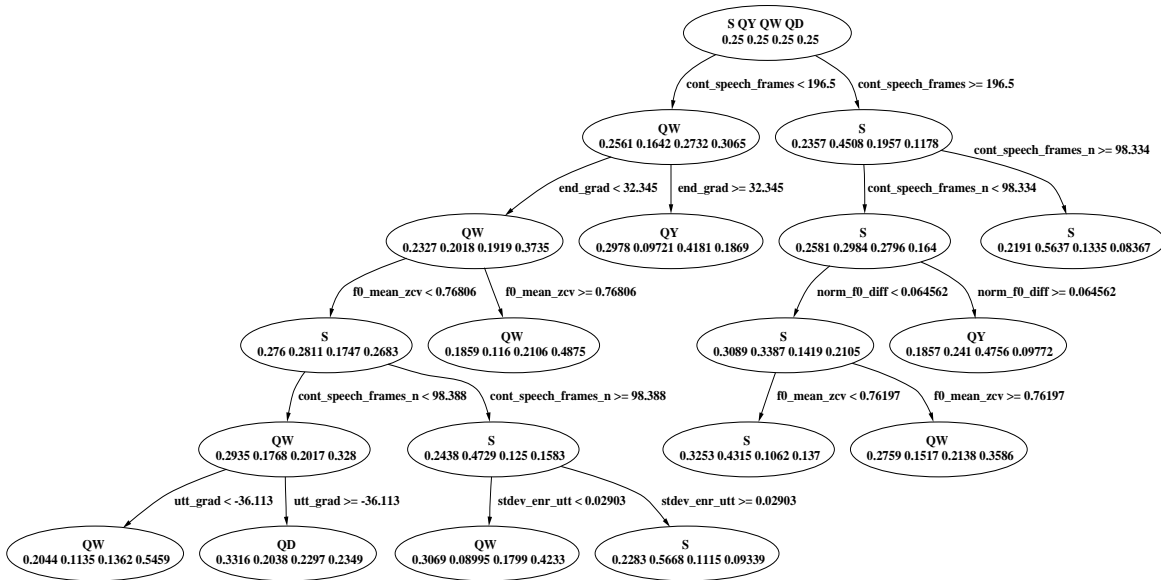 S QY QW QD
0.25 0.25 0.25 0.25
cont_speech_frames < 196.5
cont_speech_frames >= 196.5
QW
0.2561 0.1642 0.2732 0.3065
S
0.2357 0.4508 0.1957 0.1178
end_grad < 32.345
end_grad >= 32.345
cont_speech_frames_n < 98.334
cont_speech_frames_n >= 98.334
QW
0.2327 0.2018 0.1919 0.3735
QY
0.2978 0.09721 0.4181 0.1869
S
0.2581 0.2984 0.2796 0.164
S
0.2191 0.5637 0.1335 0.08367
f0_mean_zcv < 0.76806
f0_mean_zcv >= 0.76806
norm_f0_diff < 0.064562
norm_f0_diff >= 0.064562
S
0.276 0.2811 0.1747 0.2683
QW
0.1859 0.116 0.2106 0.4875
S
0.3089 0.3387 0.1419 0.2105
QY
0.1857 0.241 0.4756 0.09772
cont_speech_frames_n < 98.388
cont_speech_frames_n >= 98.388
f0_mean_zcv < 0.76197
f0_mean_zcv >= 0.76197
QW
0.2935 0.1768 0.2017 0.328
S
0.2438 0.4729 0.125 0.1583
S
0.3253 0.4315 0.1062 0.137
QW
0.2759 0.1517 0.2138 0.3586
utt_grad < -36.113
utt_grad >= -36.113
stdev_enr_utt < 0.02903
stdev_enr_utt >= 0.02903
QW
0.2044 0.1135 0.1362 0.5459
QD
0.3316 0.2038 0.2297 0.2349
QW
0.3069 0.08995 0.1799 0.4233
S
0.2283 0.5668 0.1115 0.09339